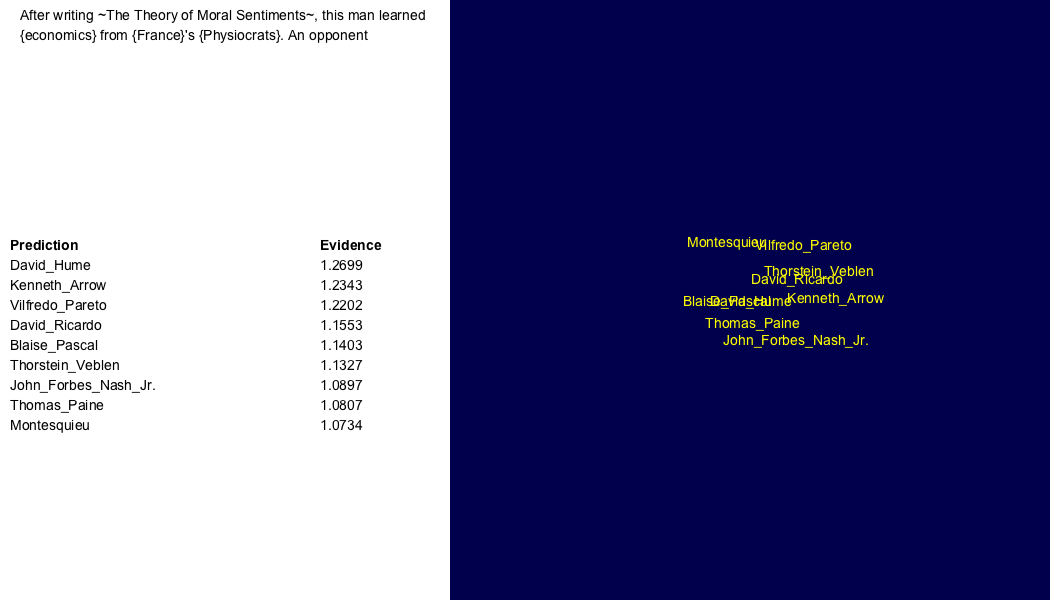 After writing ~The Theory of Moral Sentiments~, this man learned
{economics} from {France}'s {Physiocrats}. An opponent
Prediction Evidence
David_Hume 1.2699
Kenneth_Arrow 1.2343
Vilfredo_Pareto 1.2202
David_Ricardo 1.1553
Blaise_Pascal 1.1403
Thorstein_Veblen 1.1327
John_Forbes_Nash_Jr. 1.0897
Thomas_Paine 1.0807
Montesquieu 1.0734
Montesquieu
Vilfredo_Pareto
Thorstein_Veblen
David_Ricardo
Blaise_Pascal
David_Hume
Kenneth_Arrow
Thomas_Paine
John_Forbes_Nash_Jr.